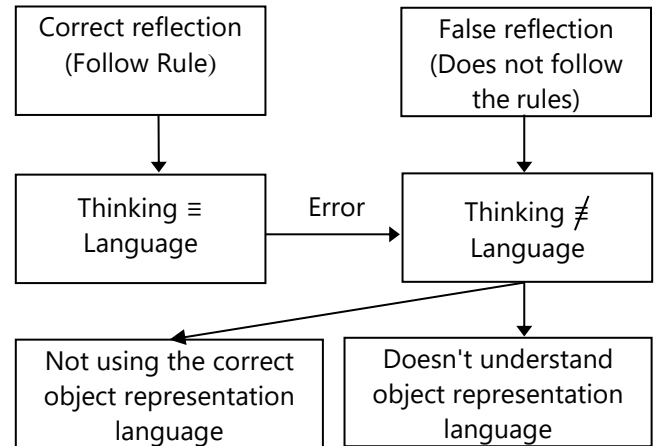 Correct reflection
(Follow Rule)
False reflection
(Does not follow
the rules)
Thinking ≡
Language
Error
Thinking ≢
Language
Not using the correct
object representation
language
Doesn't understand
object representation
language